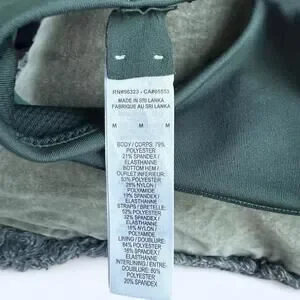 RN#56323 - CA#05553
MADE IN SRI LANKA
FABRIQUE AU SRI LANKA
M M M
BODY / CORPS: 79%
POLYESTER
21% SPANDEX /
ELASTHANNE
BOTTOM HEM /
OURLET INFERIEUR:
53% POLYESTER
28% NYLON /
POLYAMIDE
19% SPANDEX /
ELASTHANNE
STRAPS / BRETELLE:
52% POLYESTER
32% SPANDEX /
ELASTHANNE
16% NYLON /
POLYAMIDE
LINING / DOUBLURE:
84% POLYESTER
16% SPANDEX /
ELASTHANNE
INTERLINING / ENTRE-
DOUBLURE: 80%
POLYESTER
20% SPANDEX